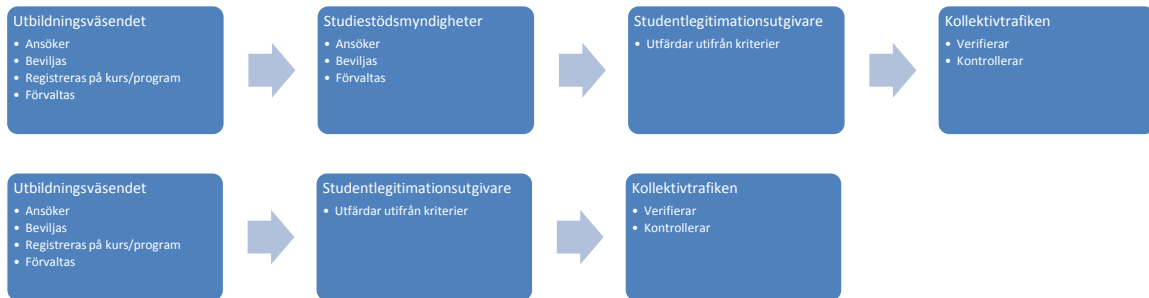 Utbildningsväsendet
• Ansöker
• Beviljas
• Registreras på kurs/program
• Förvaltas
Studiestödsmyndigheter
• Ansöker
• Beviljas
• Förvaltas
Studentlegitimationsutgivare
• Utfärdar utifrån kriterier
Kollektivtrafiken
• Verifierar
• Kontrollerar
Utbildningsväsendet
• Ansöker
• Beviljas
• Registreras på kurs/program
• Förvaltas
Studentlegitimationsutgivare
• Utfärdar utifrån kriterier
Kollektivtrafiken
• Verifierar
• Kontrollerar